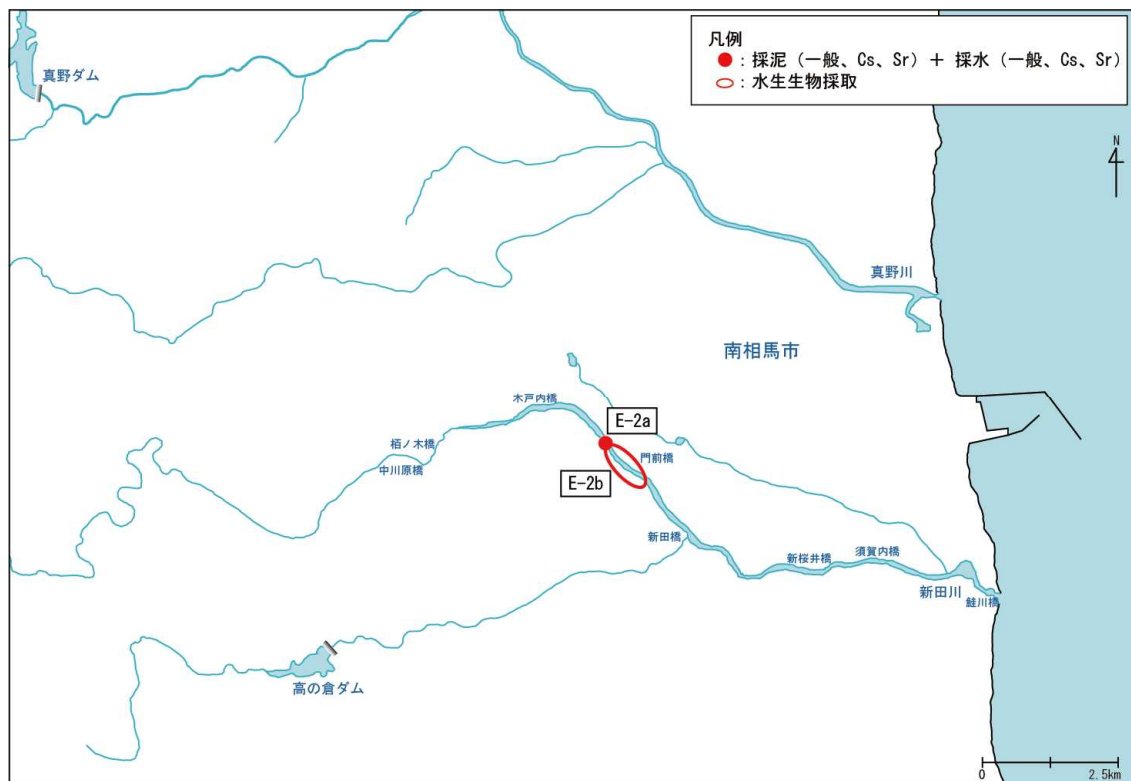 凡例
● : 採泥（一般、Cs、Sr）＋ 採水（一般、Cs、Sr）
○ : 水生生物採取
真野ダム
N
真野川
南相馬市
木戸内橋
E-2a
栢ノ木橋
門前橋
中川原橋
E-2b
新田橋
新桜井橋
須賀内橋
新田川
鮭川橋
高の倉ダム
0
2.5km